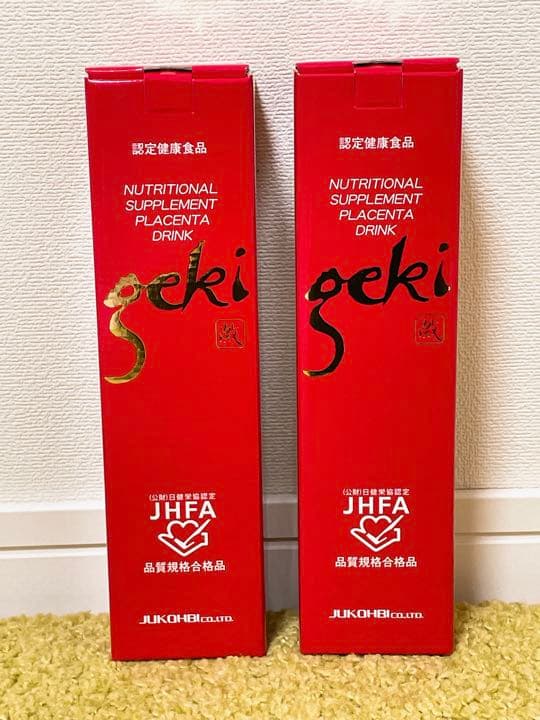 認定健康食品
NUTRITIONAL
SUPPLEMENT
PLACENTA
DRINK
geki
(公財)日健栄協認定
JHFA
品質規格合格品
JUKOHBI CO.,LTD.
認定健康食品
NUTRITIONAL
SUPPLEMENT
PLACENTA
DRINK
geki
(公財)日健栄協認定
JHFA
品質規格合格品
JUKOHBI CO.,LTD.